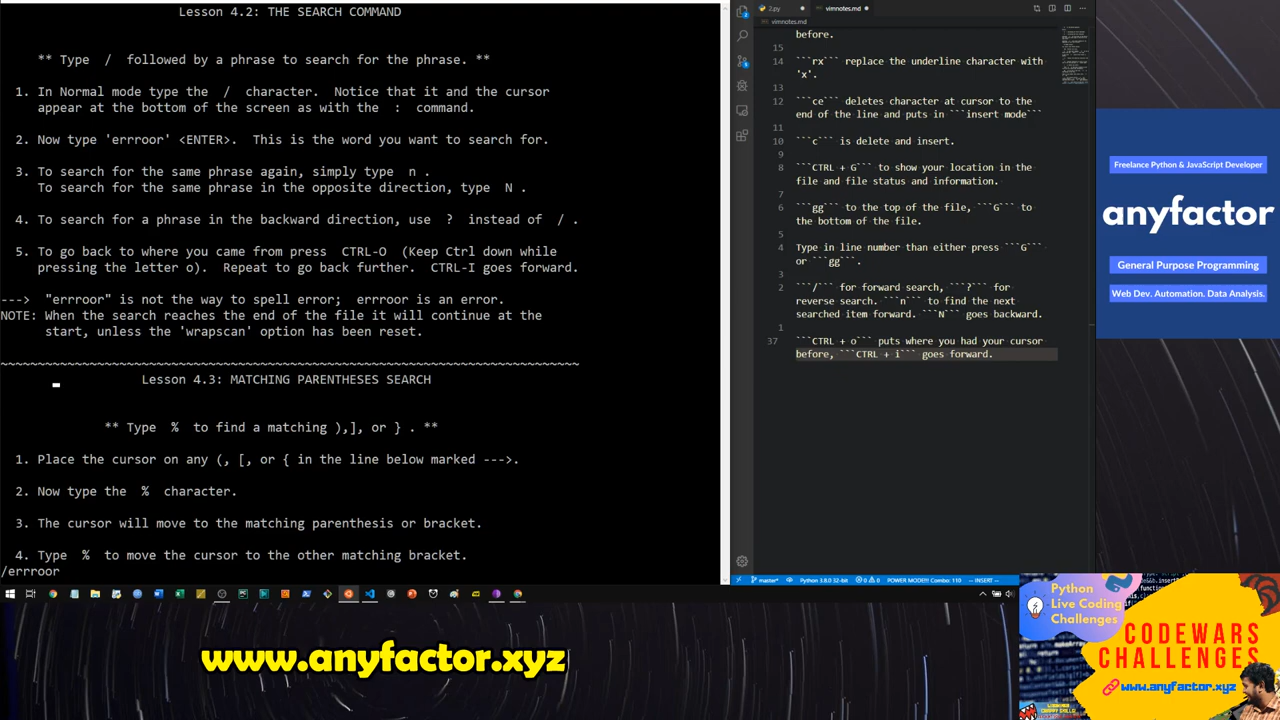 Lesson 4.2: THE SEARCH COMMAND
** Type / followed by a phrase to search for the phrase. **
1. In Normal mode type the / character. Notice that it and the cursor
appear at the bottom of the screen as with the : command.
2. Now type 'errroor' <ENTER>. This is the word you want to search for.
3. To search for the same phrase again, simply type n .
To search for the same phrase in the opposite direction, type N .
4. To search for a phrase in the backward direction, use ? instead of / .
5. To go back to where you came from press CTRL-O (Keep Ctrl down while
pressing the letter o). Repeat to go back further. CTRL-I goes forward.
---> "errroor" is not the way to spell error; errroor is an error.
NOTE: When the search reaches the end of the file it will continue at the
start, unless the 'wrapscan' option has been reset.
~~~~~~~~~~~~~~~~~~~~~~~~~~~~~~~~~~~~~~~~~~~~~~~~~~~~~~~~~~~~~~~~~~~~~~~~~~~~~~
Lesson 4.3: MATCHING PARENTHESES SEARCH
** Type % to find a matching ),], or } . **
1. Place the cursor on any (, [, or { in the line below marked --->.
2. Now type the % character.
3. The cursor will move to the matching parenthesis or bracket.
4. Type % to move the cursor to the other matching bracket.
/errroor
2.py
vimnotes.md
vimnotes.md
before.
15
14 ```rx``` replace the underline character with
'x'.
13
12 ```ce``` deletes character at cursor to the
end of the line and puts in ```insert mode```
11
10 ```c``` is delete and insert.
9
8 ```CTRL + G``` to show your location in the
file and file status and information.
7
6 ```gg``` to the top of the file, ```G``` to
the bottom of the file.
5
4 Type in line number than either press ```G```
or ```gg```.
3
2 ```/``` for forward search, ```?``` for
reverse search. ```n``` to find the next
searched item forward. ```N``` goes backward.
1
37 ```CTRL + o``` puts where you had your cursor
before, ```CTRL + i``` goes forward.
master* Python 3.8.0 32-bit 0 0 POWER MODE!!! Combo: 110 -- INSERT --
Freelance Python & JavaScript Developer
anyfactor
General Purpose Programming
Web Dev. Automation. Data Analysis.
Python
Live Coding
Challenges
CODEWARS
CHALLENGES
www.anyfactor.xyz
www.anyfactor.xyz